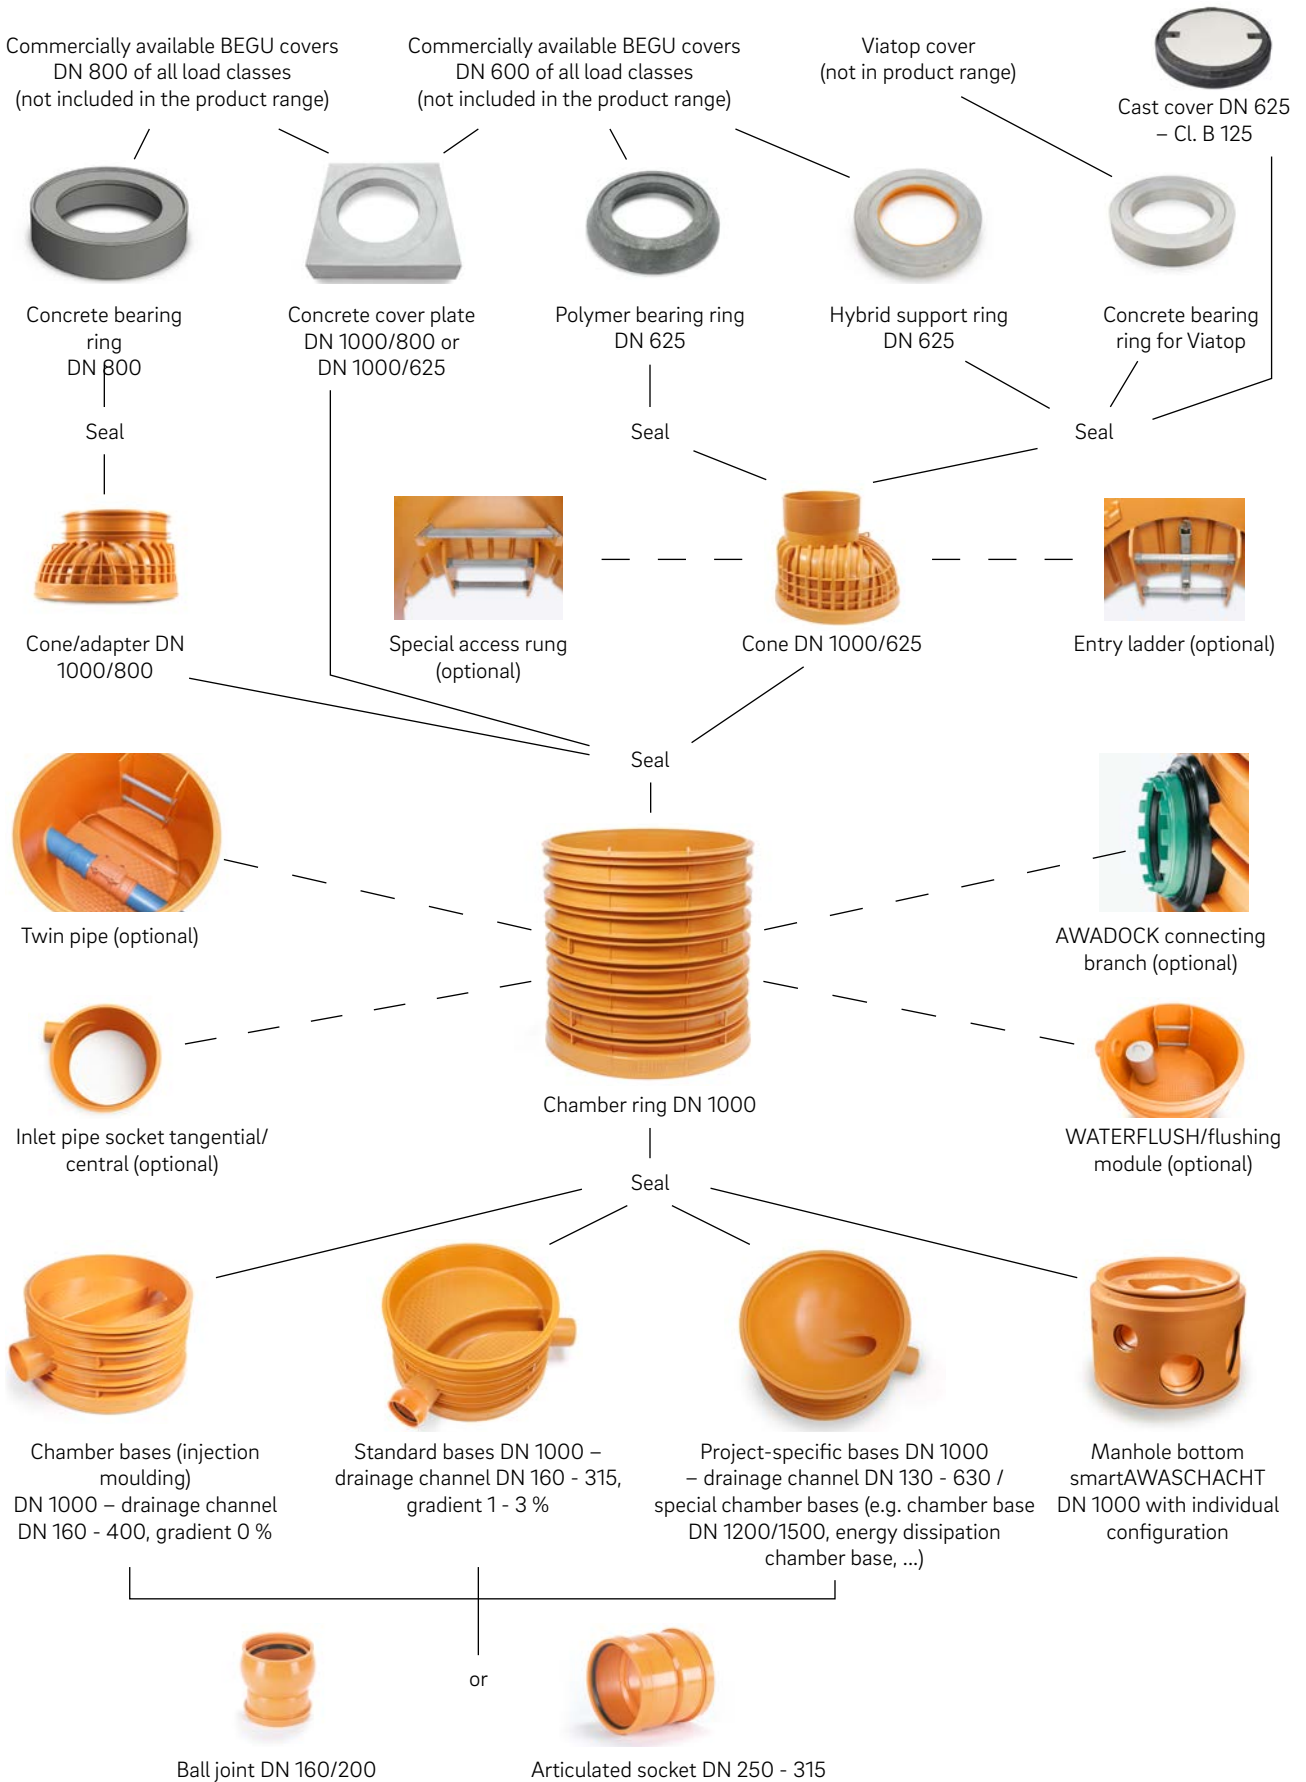 Commercially available BEGU covers
DN 800 of all load classes
(not included in the product range)
Commercially available BEGU covers
DN 600 of all load classes
(not included in the product range)
Viatop cover
(not in product range)
Cast cover DN 625
– Cl. B 125
Concrete bearing
ring
DN 800
Concrete cover plate
DN 1000/800 or
DN 1000/625
Polymer bearing ring
DN 625
Hybrid support ring
DN 625
Concrete bearing
ring for Viatop
Seal
Seal
Seal
Cone/adapter DN
1000/800
Special access rung
(optional)
Cone DN 1000/625
Entry ladder (optional)
Seal
Twin pipe (optional)
AWADOCK connecting
branch (optional)
Inlet pipe socket tangential/
central (optional)
Chamber ring DN 1000
WATERFLUSH/flushing
module (optional)
Seal
Chamber bases (injection
moulding)
DN 1000 – drainage channel
DN 160 - 400, gradient 0 %
Standard bases DN 1000 –
drainage channel DN 160 - 315,
gradient 1 - 3 %
Project-specific bases DN 1000
– drainage channel DN 130 - 630 /
special chamber bases (e.g. chamber base
DN 1200/1500, energy dissipation
chamber base, ...)
Manhole bottom
smartAWASCHACHT
DN 1000 with individual
configuration
or
Ball joint DN 160/200
Articulated socket DN 250 - 315